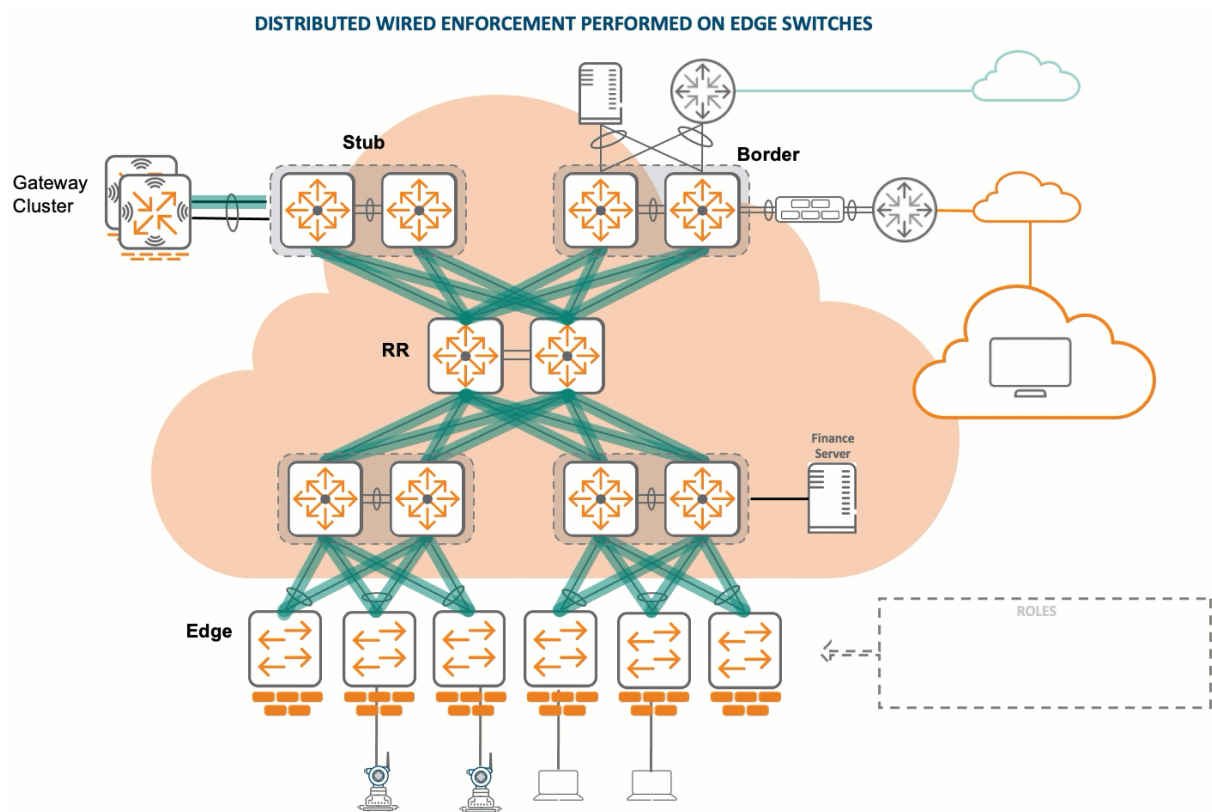 DISTRIBUTED WIRED ENFORCEMENT PERFORMED ON EDGE SWITCHES
Stub
Border
Gateway
Cluster
RR
Finance
Server
Edge
ROLES